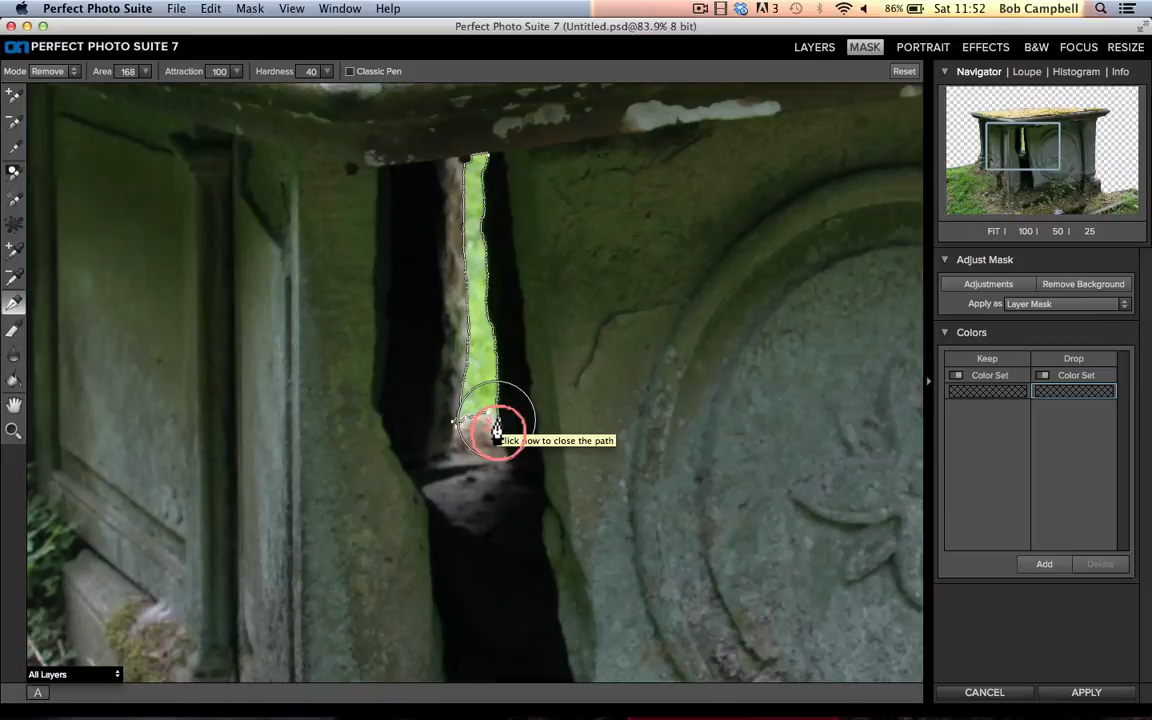 Perfect Photo Suite File Edit Mask View Window Help 3 86% Sat 11:52 Bob Campbell
Perfect Photo Suite 7 (Untitled.psd@83.9% 8 bit)
on PERFECT PHOTO SUITE 7 LAYERS MASK PORTRAIT EFFECTS B&W FOCUS RESIZE
Mode Remove Area 168 Attraction 100 Hardness 40 Classic Pen Reset
Navigator | Loupe | Histogram | Info
FIT | 100 | 50 | 25
Adjust Mask
Adjustments Remove Background
Apply as Layer Mask
Colors
Keep Drop
Color Set Color Set
Click now to close the path
Add Delete
All Layers
A CANCEL APPLY